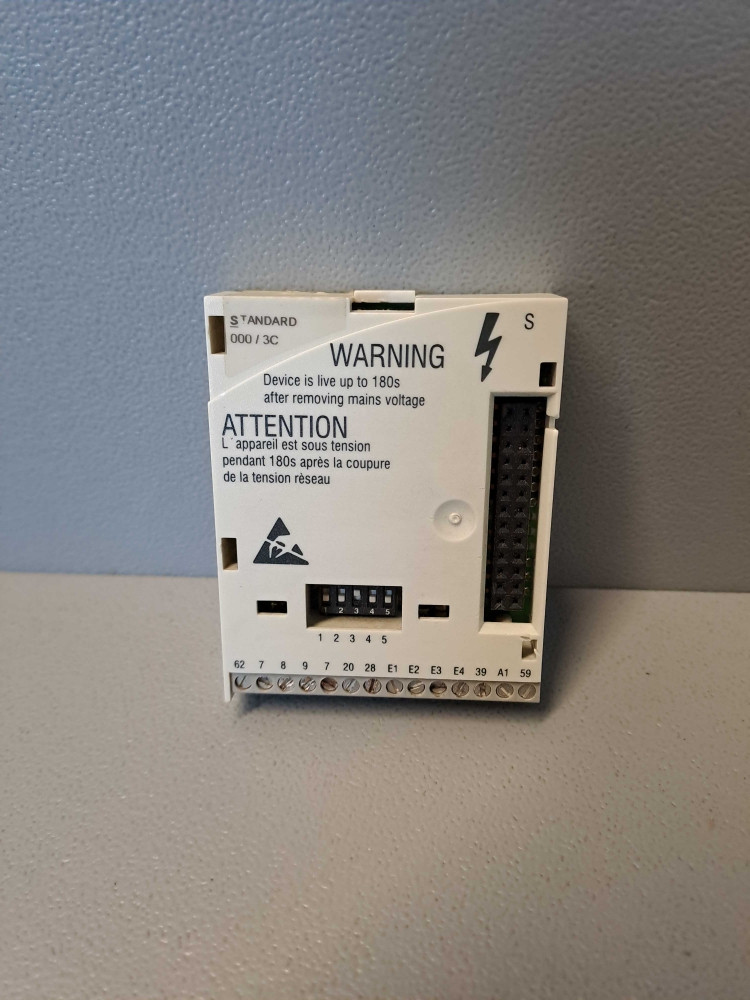 STANDARD
000 / 3C
S
WARNING
Device is live up to 180s
after removing mains voltage
ATTENTION
L´appareil est sous tension
pendant 180s après la coupure
de la tension rèseau
1 2 3 4 5
1 2 3 4 5
62 7 8 9 7 20 28 E1 E2 E3 E4 39 A1 59